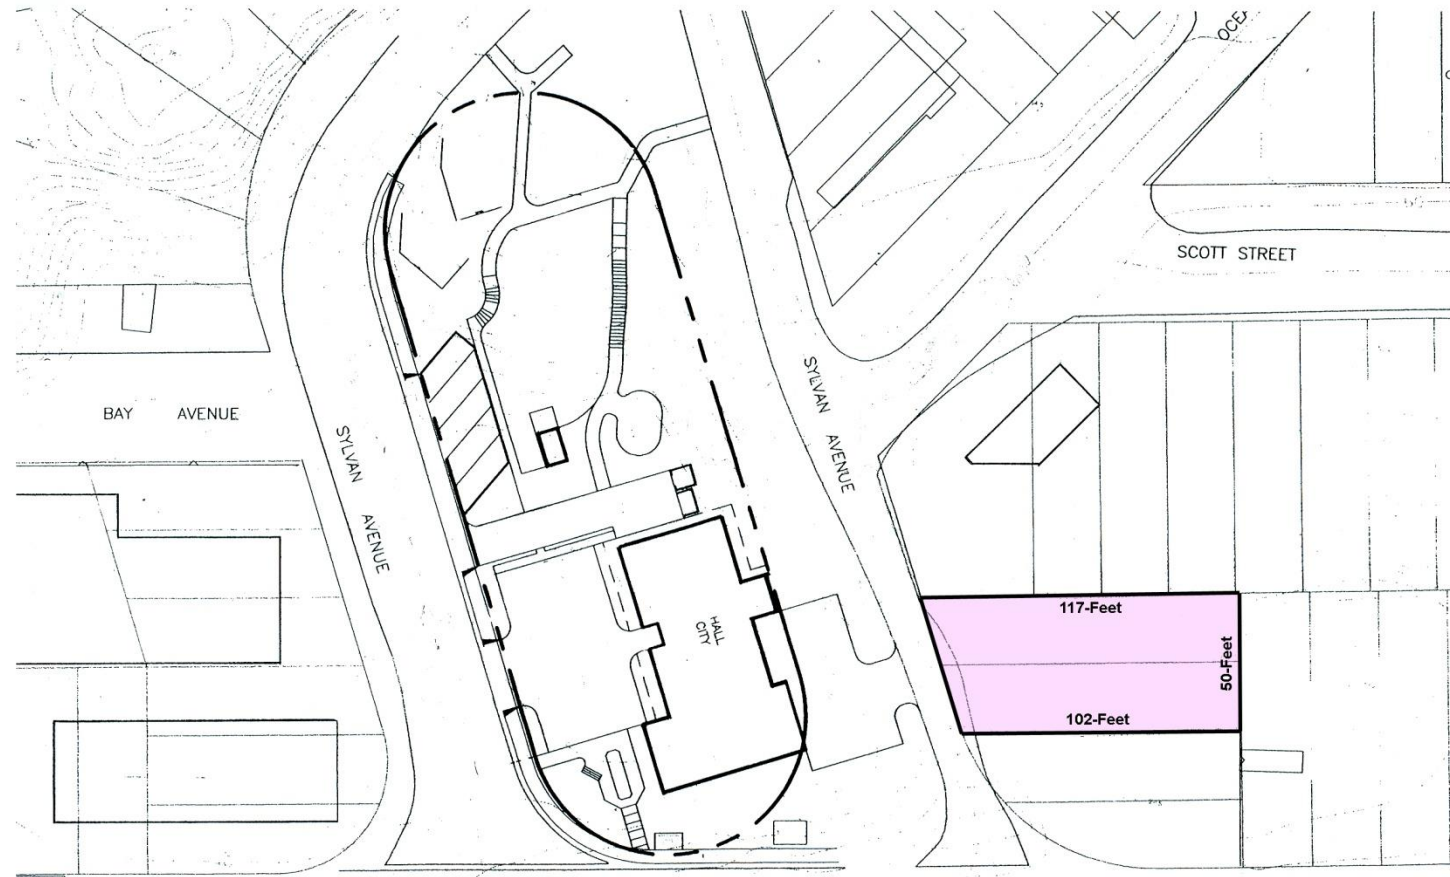 SCOTT STREET
BAY AVENUE
SYLVAN AVENUE
SYLVAN AVENUE
117-Feet
HALL
CITY
50-Feet
102-Feet